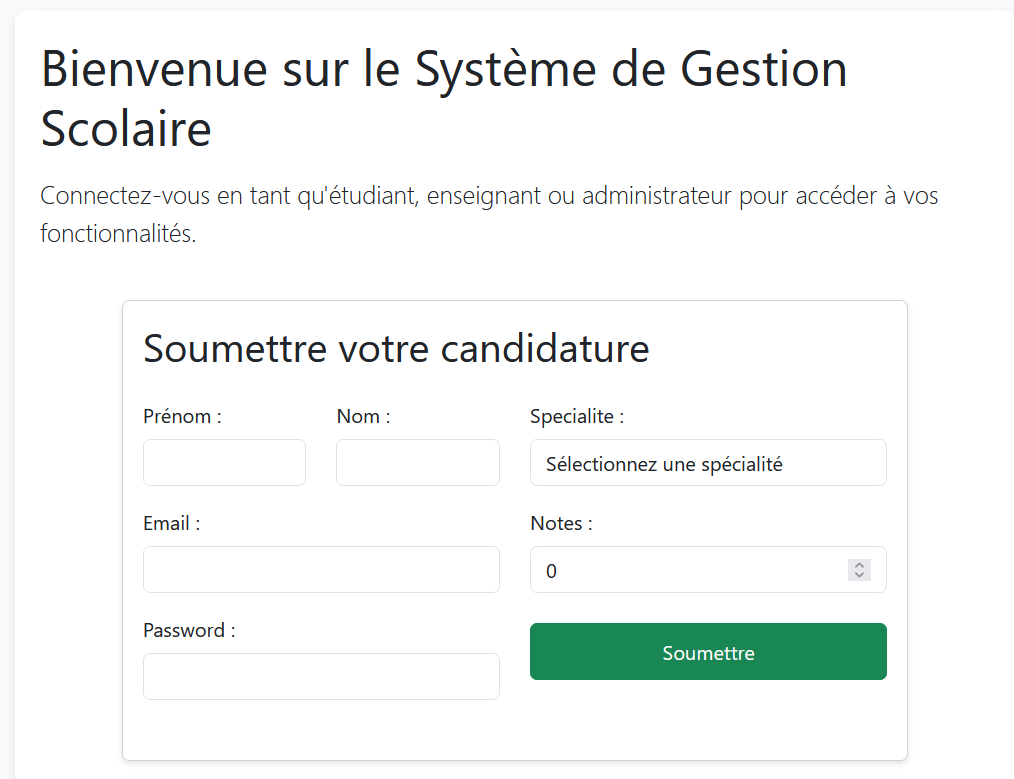 Bienvenue sur le Système de Gestion
Scolaire
Connectez-vous en tant qu'étudiant, enseignant ou administrateur pour accéder à vos
fonctionnalités.
Soumettre votre candidature
Prénom :
Nom :
Specialite :
Sélectionnez une spécialité
Email :
Notes :
0
Password :
Soumettre